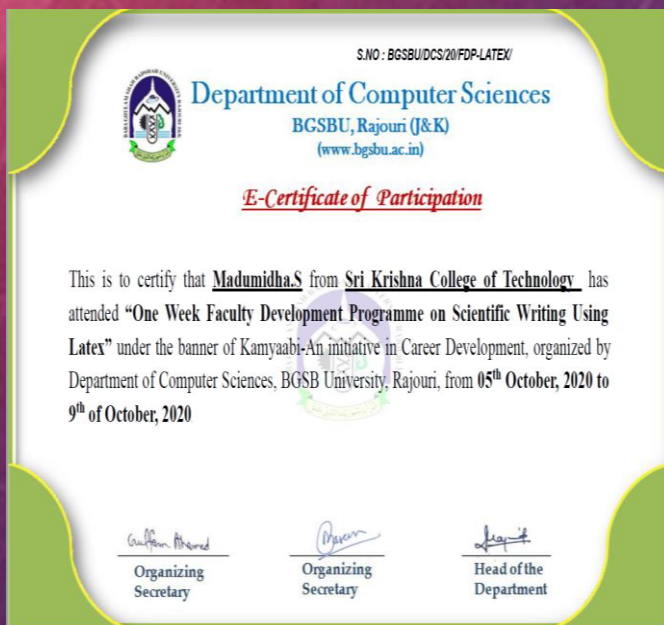 S.NO : BGSBU/DCS/20/FDP-LATEX/
Department of Computer Sciences
BGSBU, Rajouri (J&K)
(www.bgsbu.ac.in)
E-Certificate of Participation
This is to certify that Madumidha.S from Sri Krishna College of Technology has
attended “One Week Faculty Development Programme on Scientific Writing Using
Latex” under the banner of Kamyaabi-An initiative in Career Development, organized by
Department of Computer Sciences, BGSB University, Rajouri, from 05th October, 2020 to
9th of October, 2020
Organizing Secretary
Organizing Secretary
Head of the Department